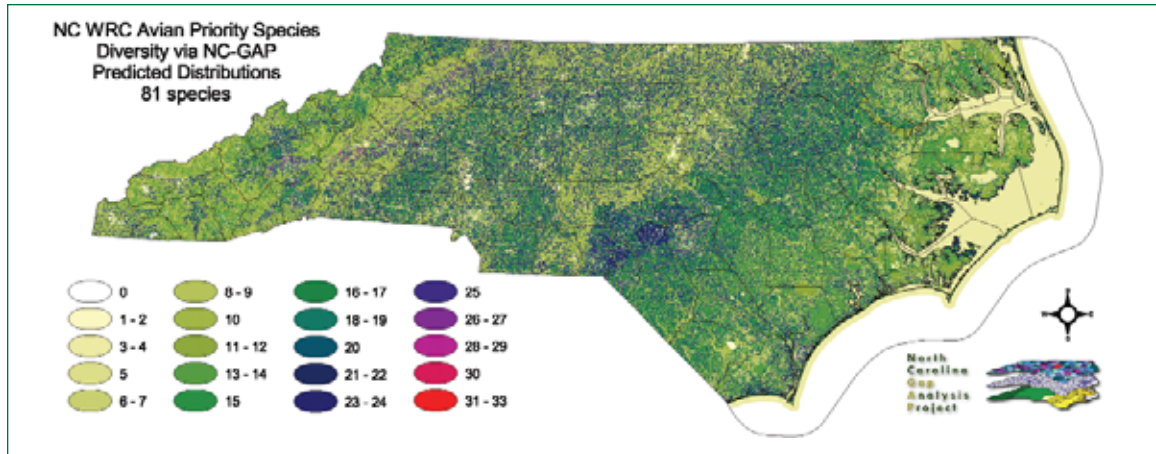 NC WRC Avian Priority Species
Diversity via NC-GAP
Predicted Distributions
81 species
0
1 - 2
3 - 4
5
6 - 7
8 - 9
10
11 - 12
13 - 14
15
16 - 17
18 - 19
20
21 - 22
23 - 24
25
26 - 27
28 - 29
30
31 - 33
North
Carolina
Gap
Analysis
Project